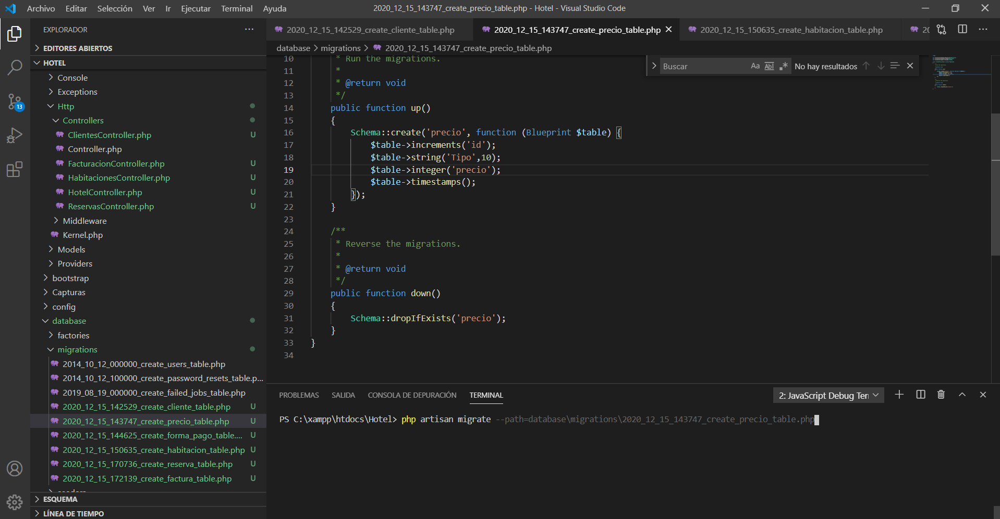 Archivo Editar Selección Ver Ir Ejecutar Terminal Ayuda
2020_12_15_143747_create_precio_table.php - Hotel - Visual Studio Code
EXPLORADOR
EDITORES ABIERTOS
HOTEL
Console
Exceptions
Http
Controllers
ClientesController.php U
Controller.php
FacturacionController.php U
HabitacionesController.php U
HotelController.php U
ReservasController.php U
Middleware
Kernel.php
Models
Providers
bootstrap
Capturas
config
database
factories
migrations
2014_10_12_000000_create_users_table.php
2014_10_12_100000_create_password_resets_table.p...
2019_08_19_000000_create_failed_jobs_table.php
2020_12_15_142529_create_cliente_table.php U
2020_12_15_143747_create_precio_table.php U
2020_12_15_144625_create_forma_pago_table.... U
2020_12_15_150635_create_habitacion_table.php U
2020_12_15_170736_create_reserva_table.php U
2020_12_15_172139_create_factura_table.php U
ESQUEMA
LÍNEA DE TIEMPO
13
2020_12_15_142529_create_cliente_table.php
2020_12_15_143747_create_precio_table.php
2020_12_15_150635_create_habitacion_table.php
database > migrations > 2020_12_15_143747_create_precio_table.php
Buscar Aa Abl .* No hay resultados
10 * Run the migrations.
11 *
12 * @return void
13 */
14 public function up()
15 {
16 Schema::create('precio', function (Blueprint $table) {
17 $table->increments('id');
18 $table->string('Tipo',10);
19 $table->integer('precio');
20 $table->timestamps();
21 });
22 }
23
24 /**
25 * Reverse the migrations.
26 *
27 * @return void
28 */
29 public function down()
30 {
31 Schema::dropIfExists('precio');
32 }
33 }
34
PROBLEMAS SALIDA CONSOLA DE DEPURACIÓN TERMINAL
2: JavaScript Debug Ter
PS C:\xampp\htdocs\Hotel> php artisan migrate --path=database\migrations\2020_12_15_143747_create_precio_table.php